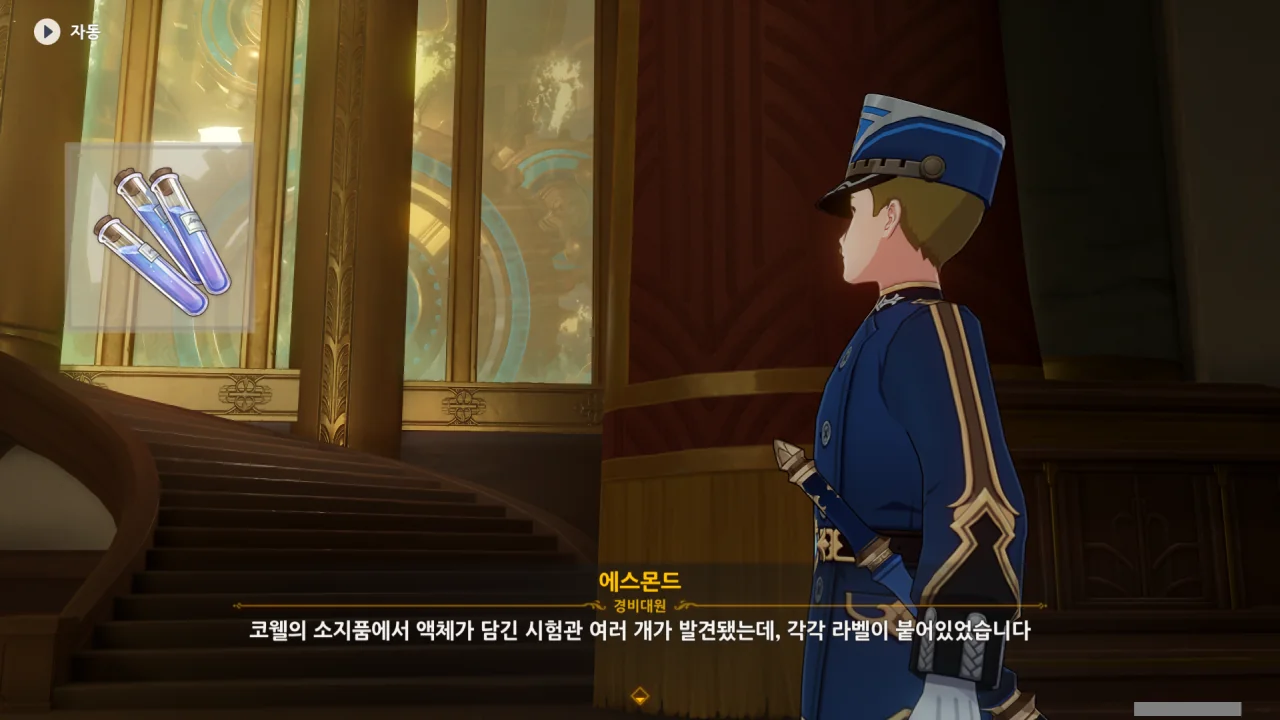 자동
에스몬드
경비대원
코웰의 소지품에서 액체가 담긴 시험관 여러 개가 발견됐는데, 각각 라벨이 붙어있었습니다